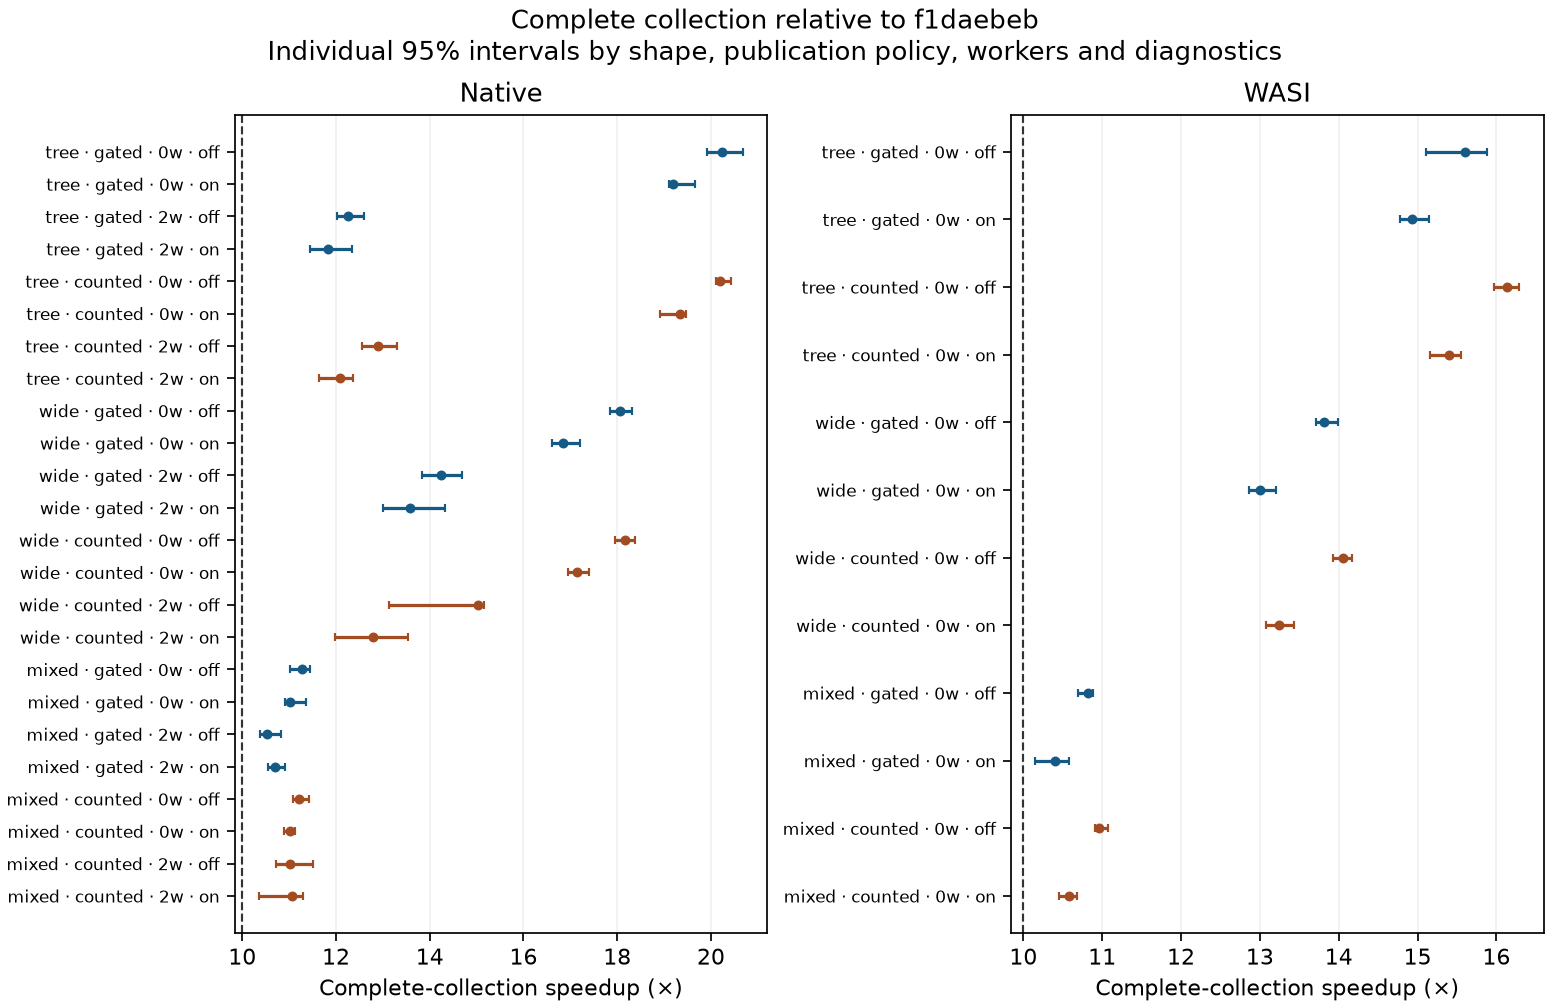 Complete collection relative to f1daebeb
Individual 95% intervals by shape, publication policy, workers and diagnostics
Native
tree · gated · 0w · off
tree · gated · 0w · on
tree · gated · 2w · off
tree · gated · 2w · on
tree · counted · 0w · off
tree · counted · 0w · on
tree · counted · 2w · off
tree · counted · 2w · on
wide · gated · 0w · off
wide · gated · 0w · on
wide · gated · 2w · off
wide · gated · 2w · on
wide · counted · 0w · off
wide · counted · 0w · on
wide · counted · 2w · off
wide · counted · 2w · on
mixed · gated · 0w · off
mixed · gated · 0w · on
mixed · gated · 2w · off
mixed · gated · 2w · on
mixed · counted · 0w · off
mixed · counted · 0w · on
mixed · counted · 2w · off
mixed · counted · 2w · on
10 12 14 16 18 20
Complete-collection speedup (×)
WASI
tree · gated · 0w · off
tree · gated · 0w · on
tree · counted · 0w · off
tree · counted · 0w · on
wide · gated · 0w · off
wide · gated · 0w · on
wide · counted · 0w · off
wide · counted · 0w · on
mixed · gated · 0w · off
mixed · gated · 0w · on
mixed · counted · 0w · off
mixed · counted · 0w · on
10 11 12 13 14 15 16
Complete-collection speedup (×)